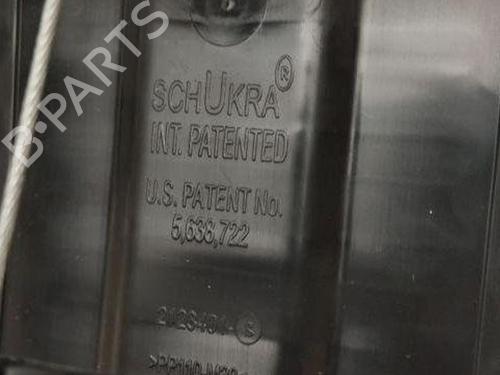 B·PARTS
SCHUKRA®
INT. PATENTED
U.S. PATENT No.
5,638,722